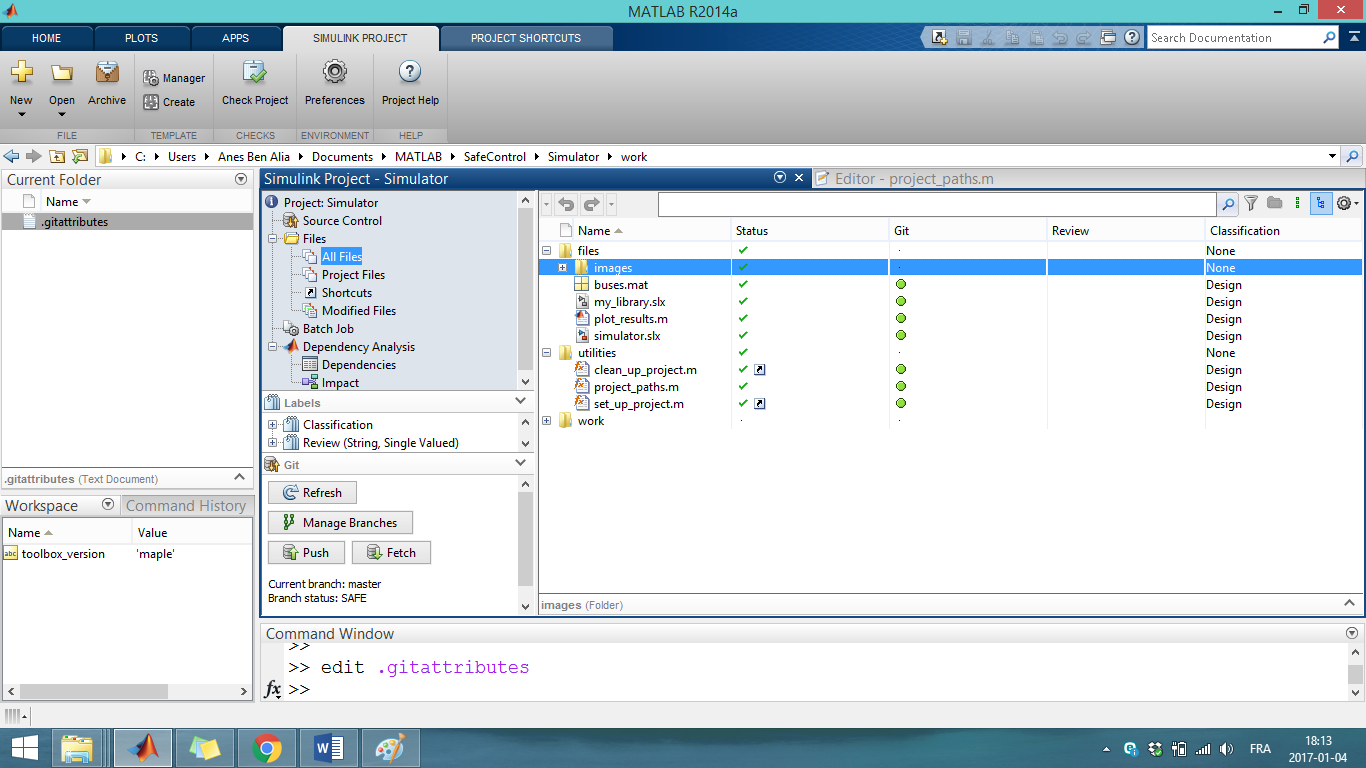 MATLAB R2014a
HOME
PLOTS
APPS
SIMULINK PROJECT
PROJECT SHORTCUTS
Search Documentation
New
Open
Archive
Manager
Create
Check Project
Preferences
Project Help
FILE
TEMPLATE
CHECKS
ENVIRONMENT
HELP
C: Users Anes Ben Alia Documents MATLAB SafeControl Simulator work
Current Folder
Name
.gitattributes
.gitattributes (Text Document)
Workspace
Command History
Name Value
toolbox_version 'maple'
Simulink Project - Simulator
Editor - project_paths.m
Project: Simulator
Source Control
Files
All Files
Project Files
Shortcuts
Modified Files
Batch Job
Dependency Analysis
Dependencies
Impact
Labels
Classification
Review (String, Single Valued)
Git
Refresh
Manage Branches
Push
Fetch
Current branch: master
Branch status: SAFE
Name Status Git Review Classification
files None
images None
buses.mat Design
my_library.slx Design
plot_results.m Design
simulator.slx Design
utilities None
clean_up_project.m Design
project_paths.m Design
set_up_project.m Design
work
images (Folder)
Command Window
>>
>> edit .gitattributes
fx >>
FRA
18:13
2017-01-04